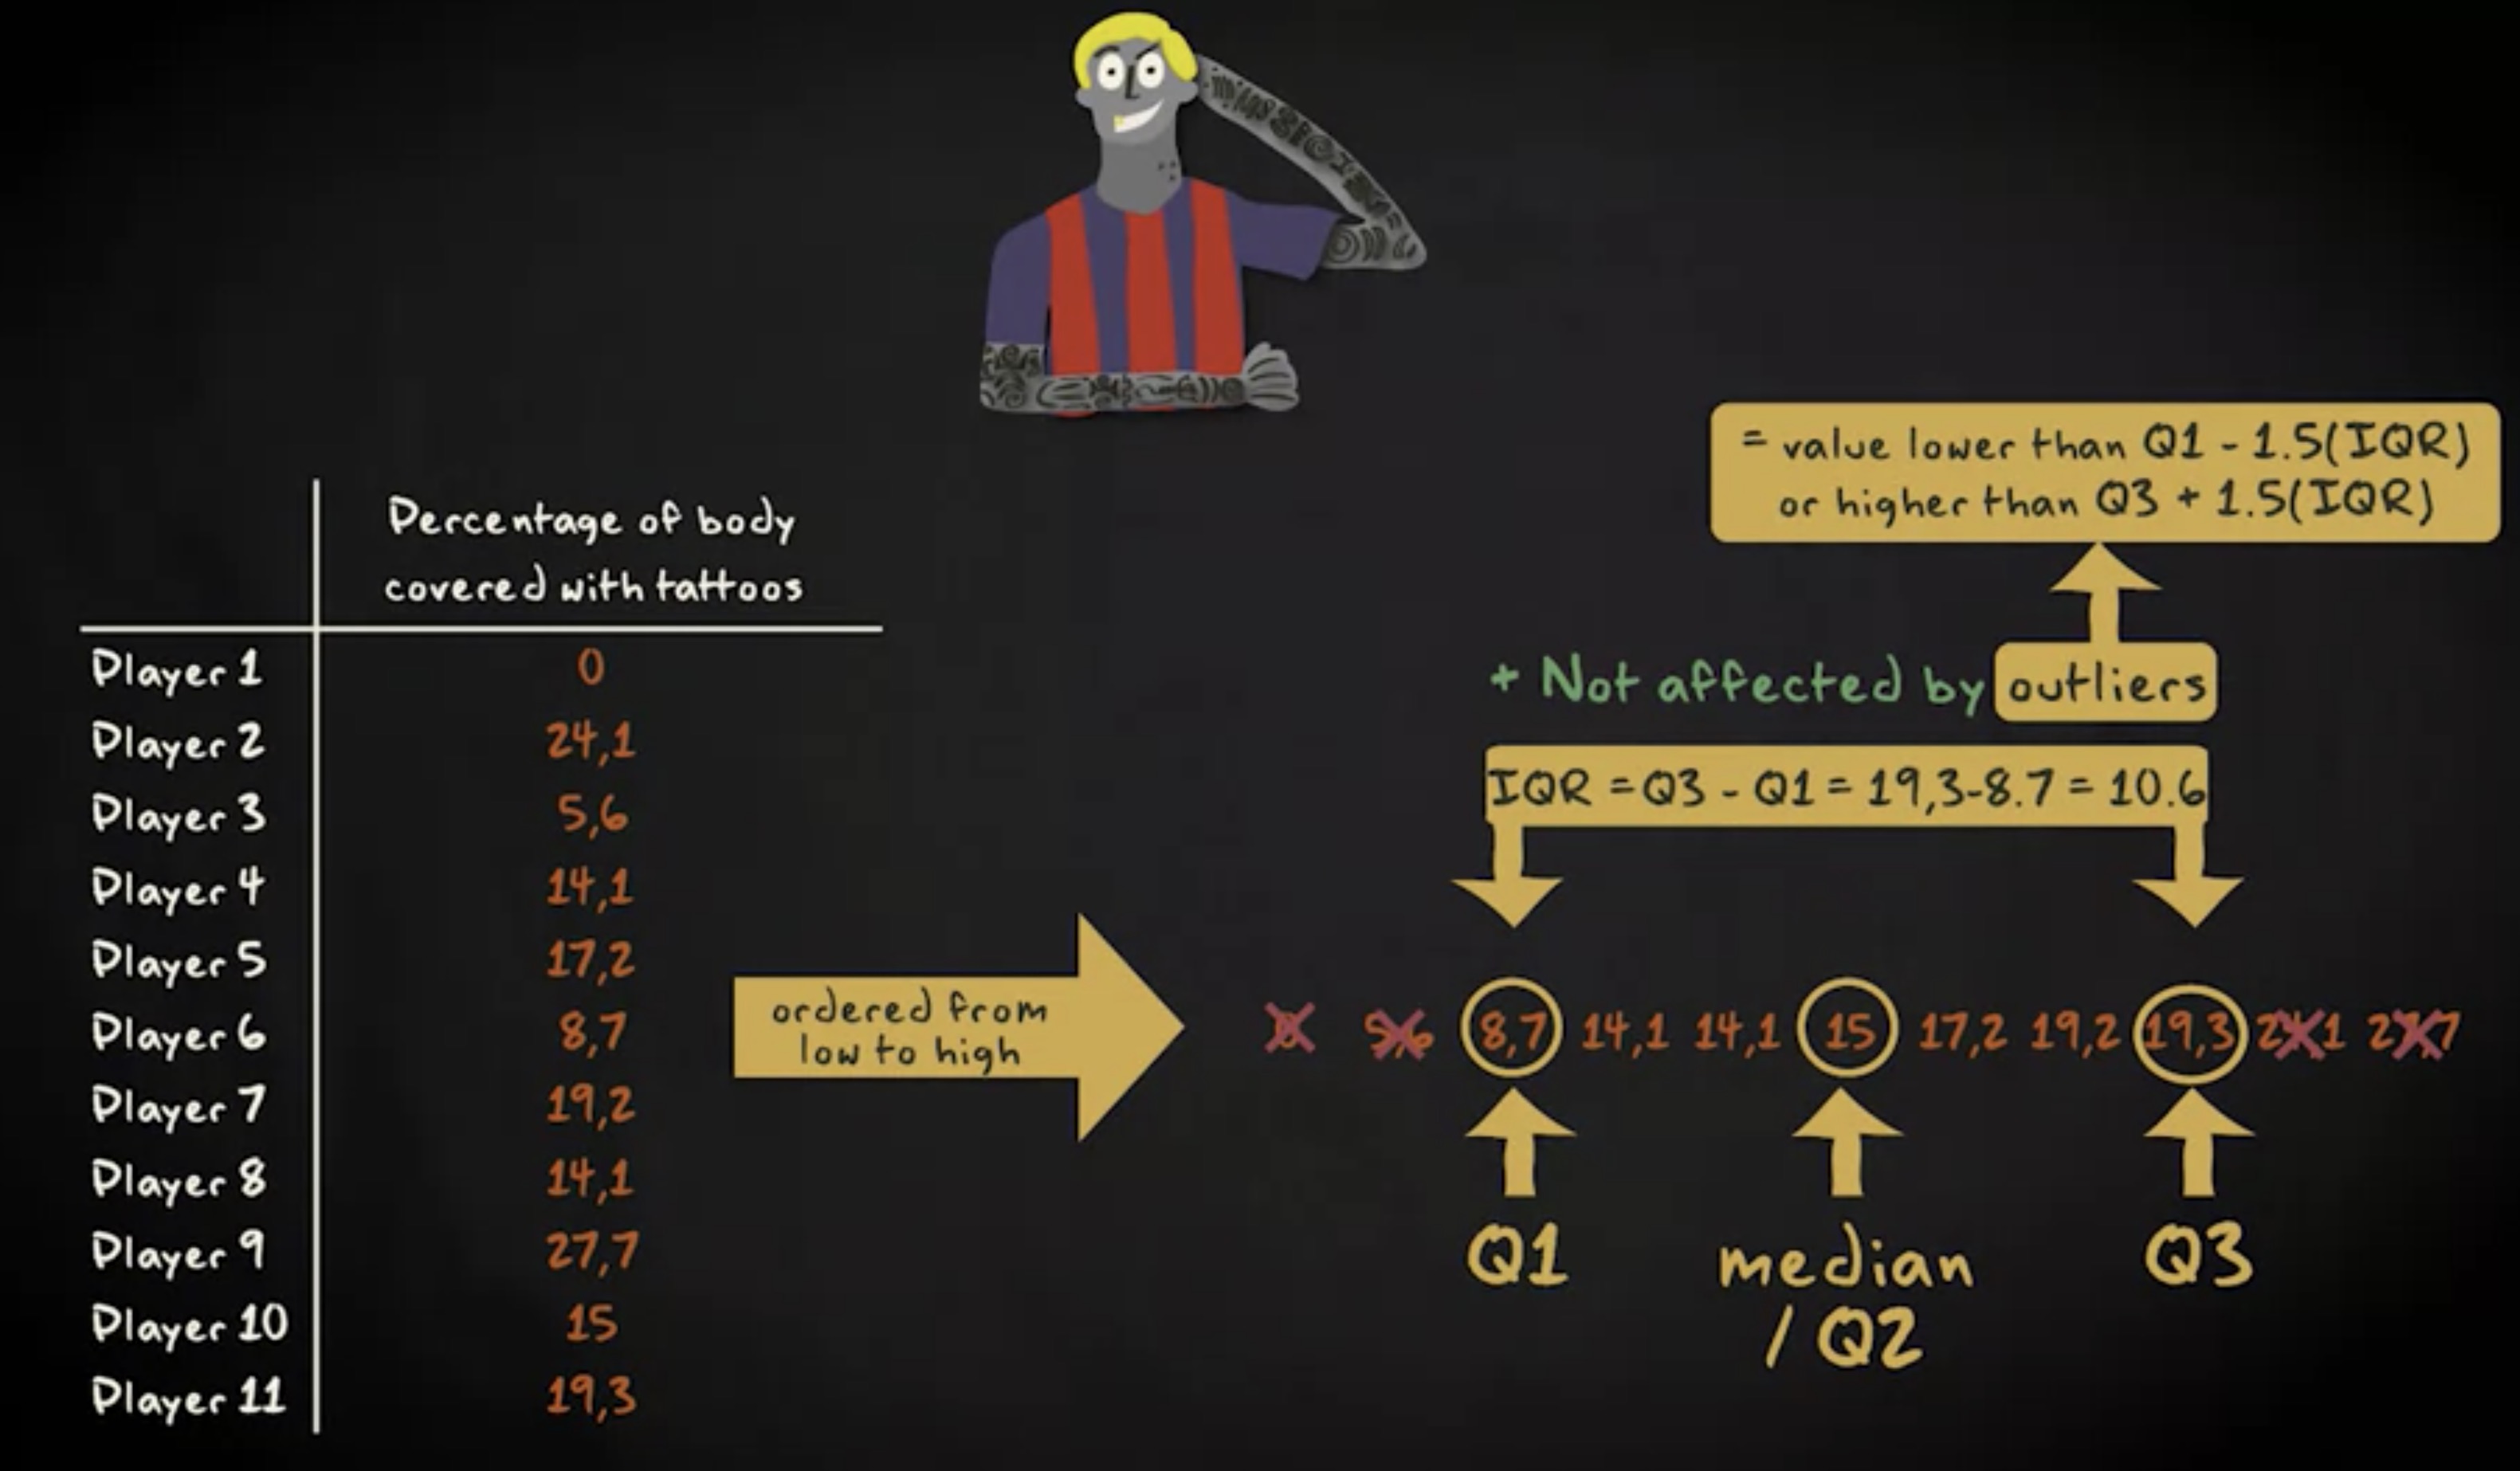 Percentage of body
covered with tattoos
Player 1 0
Player 2 24,1
Player 3 5,6
Player 4 14,1
Player 5 17,2
Player 6 8,7
Player 7 19,2
Player 8 14,1
Player 9 27,7
Player 10 15
Player 11 19,3
ordered from
low to high
= value lower than Q1 - 1.5(IQR)
or higher than Q3 + 1.5(IQR)
+ Not affected by outliers
IQR = Q3 - Q1 = 19,3-8.7 = 10.6
0 5,6 8,7 14,1 14,1 15 17,2 19,2 19,3 24,1 27,7
Q1
median
/ Q2
Q3